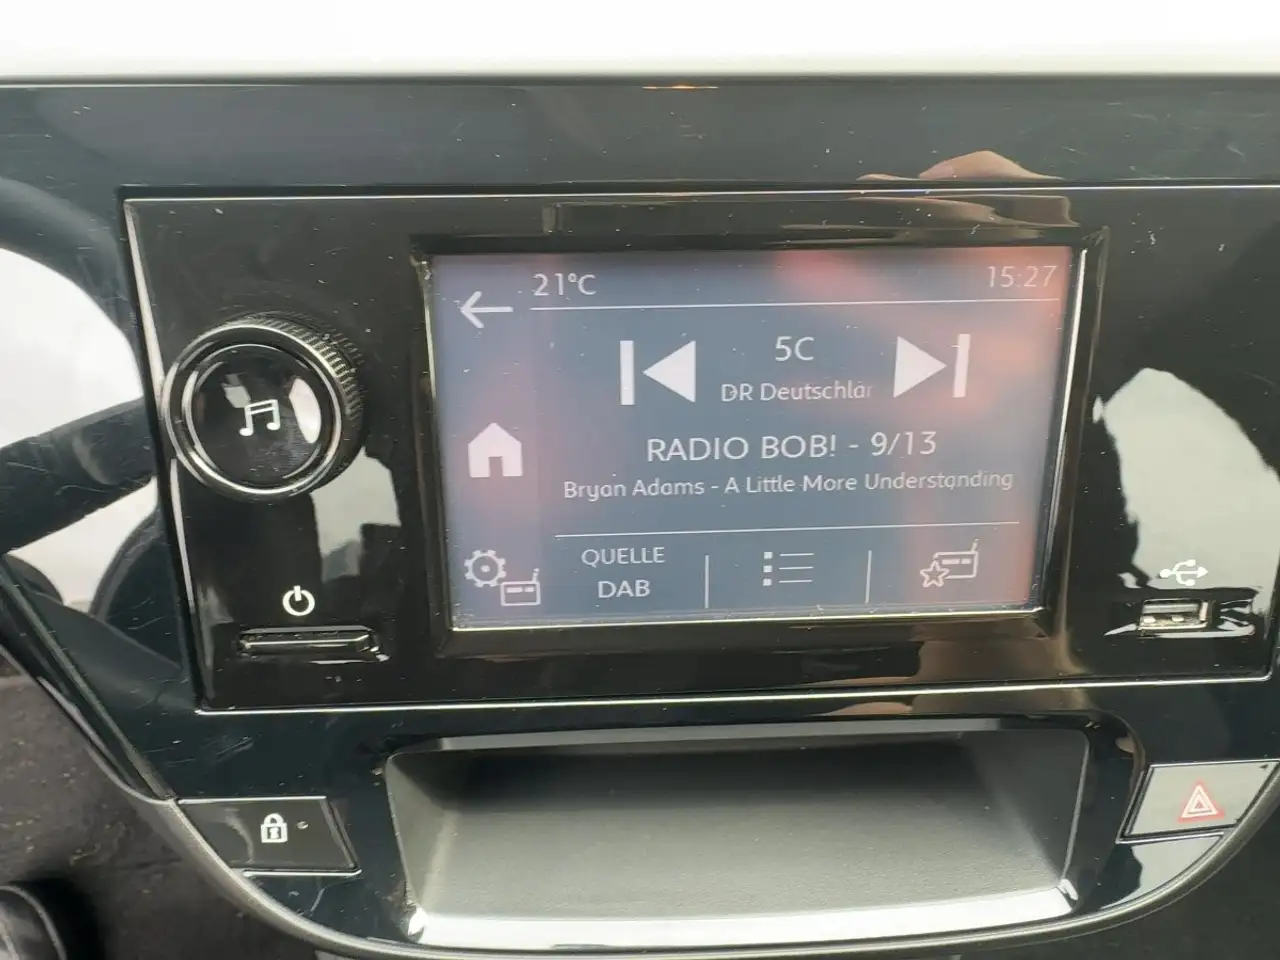 21°C 15:27
5C
DR Deutschlar
RADIO BOB! - 9/13
Bryan Adams - A Little More Understanding
QUELLE
DAB